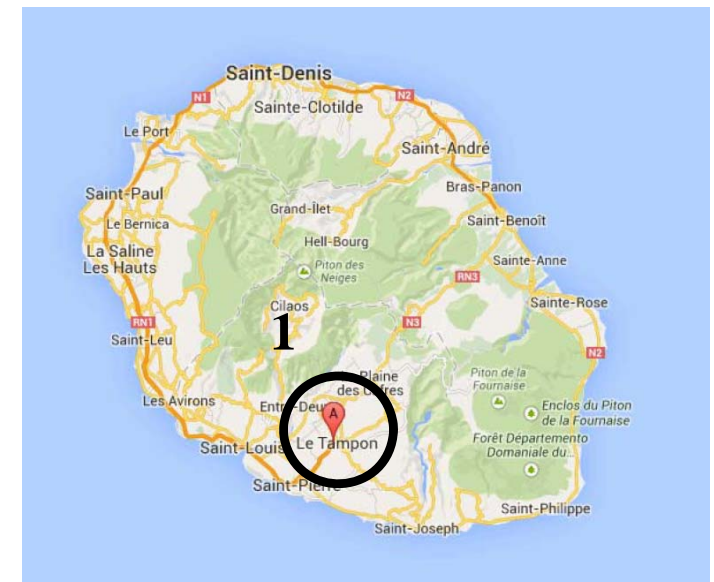 Saint-Denis
N1
N2
Sainte-Clotilde
Le Port
Saint-André
Bras-Panon
Saint-Paul
Grand-Îlet
Le Bernica
Saint-Benoît
Hell-Bourg
La Saline
Les Hauts
Sainte-Anne
Piton des
Neiges
RN3
Cilaos
Sainte-Rose
RN1
N3
1
Saint-Leu
N2
Plaine
des Cafres
Piton de la
Fournaise
Les Avirons
Entre-Deux
Enclos du Piton
de la Fournaise
A
Forêt Départemento
Domaniale du...
Le Tampon
Saint-Louis
Saint-Pierre
Saint-Philippe
Saint-Joseph